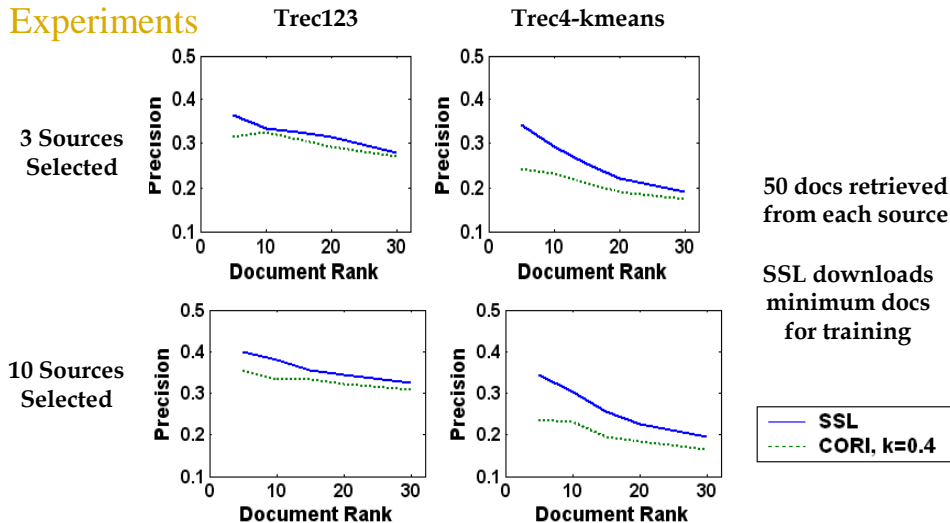 Experiments
Trec123
Trec4-kmeans
3 Sources
Selected
Precision
0.5
0.4
0.3
0.2
0.1
0
10
20
30
Document Rank
Precision
0.5
0.4
0.3
0.2
0.1
0
10
20
30
Document Rank
50 docs retrieved
from each source
SSL downloads
minimum docs
for training
10 Sources
Selected
Precision
0.5
0.4
0.3
0.2
0.1
0
10
20
30
Document Rank
Precision
0.5
0.4
0.3
0.2
0.1
0
10
20
30
Document Rank
SSL
CORI, k=0.4